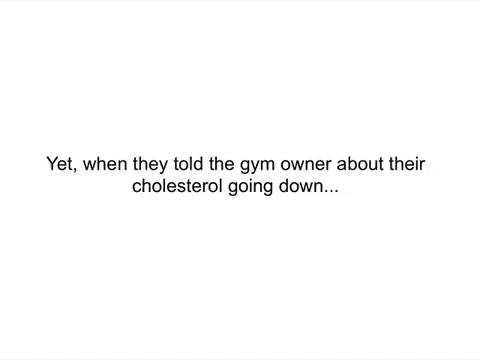 Yet, when they told the gym owner about their
cholesterol going down...